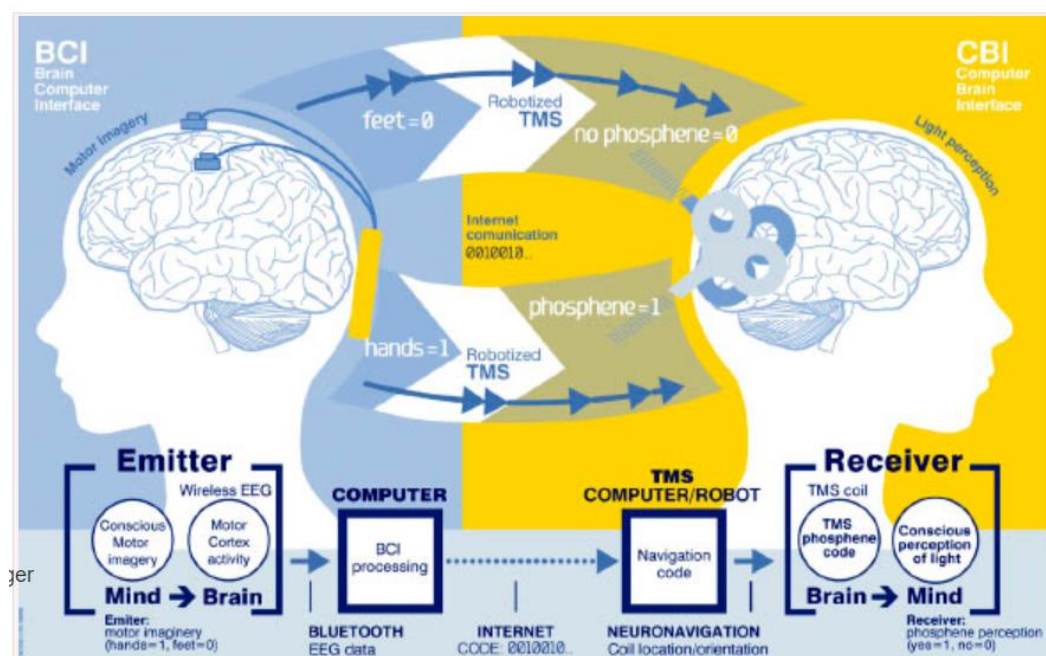 BCI
Brain
Computer
Interface
CBI
Computer
Brain
Interface
Motor imagery
Light perception
feet=0
Robotized
TMS
no phosphene=0
Internet
comunication
0010010..
phosphene=1
hands=1
Robotized
TMS
Emitter
Wireless EEG
Conscious
Motor
imagery
Motor
Cortex
activity
Mind → Brain
Emiter:
motor imaginery
(hands=1, feet=0)
COMPUTER
BCI
processing
BLUETOOTH
EEG data
INTERNET
CODE: 0010010..
TMS
COMPUTER/ROBOT
Navigation
code
NEURONAVIGATION
Coil location/orientation
Receiver
TMS coil
TMS
phosphene
code
Conscious
perception
of light
Brain → Mind
Receiver:
phosphene perception
(yes=1, no=0)
ger